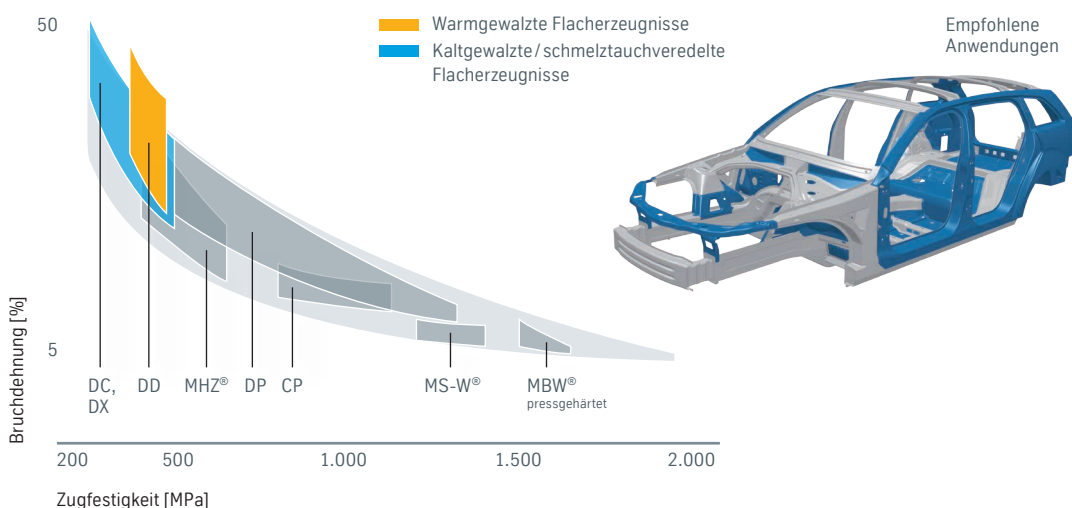 50
Warmgewalzte Flacherzeugnisse
Kaltgewalzte/schmelztauchveredelte
Flacherzeugnisse
Empfohlene
Anwendungen
Bruchdehnung [%]
5
DC,
DX
DD
MHZ®
DP
CP
MS-W®
MBW®
pressgehärtet
200
500
1.000
1.500
2.000
Zugfestigkeit [MPa]